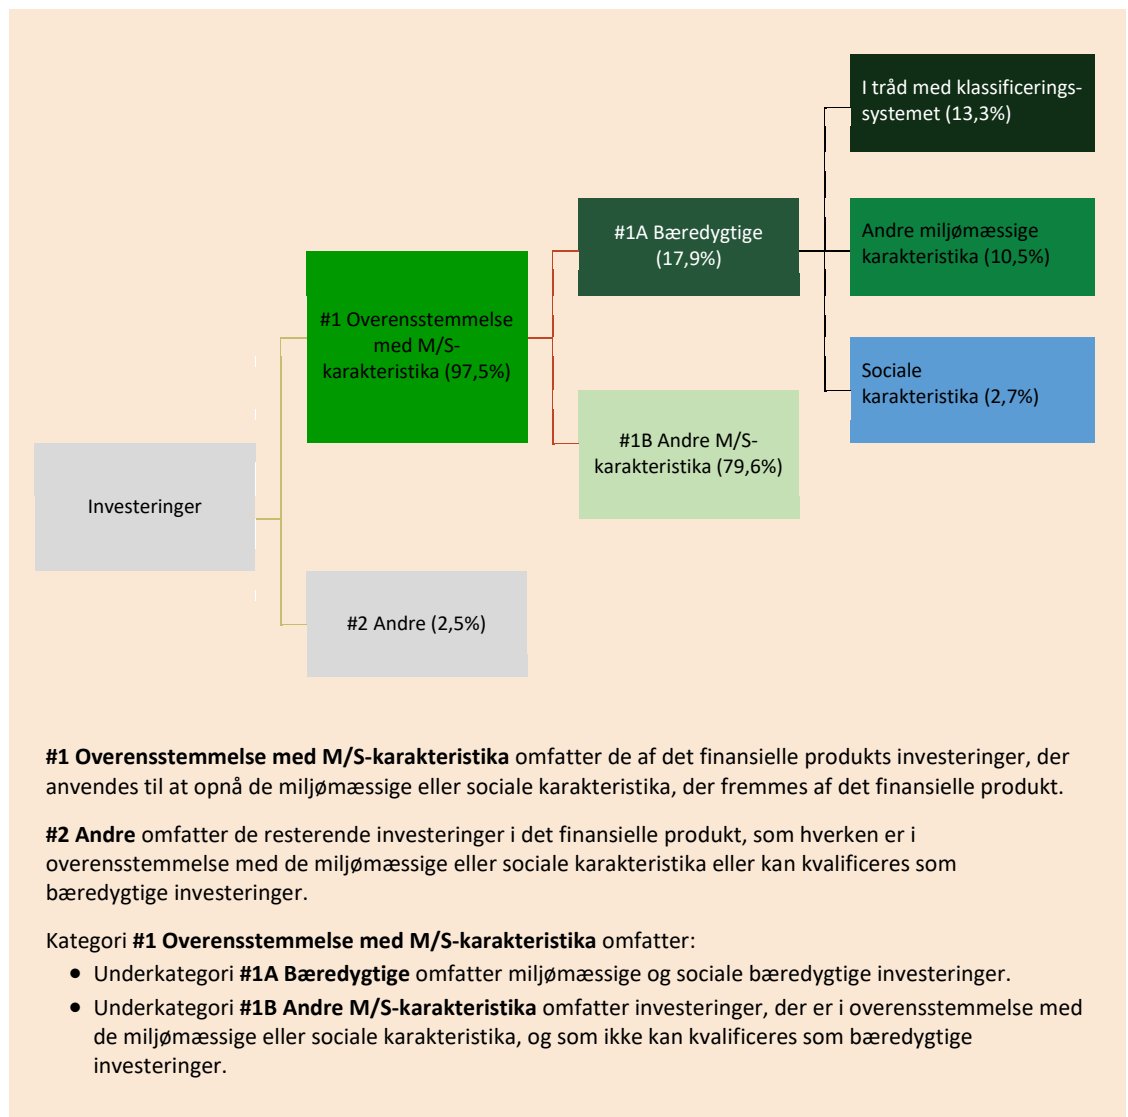 I tråd med klassificerings-
systemet (13,3%)
#1A Bæredygtige
(17,9%)
Andre miljømæssige
karakteristika (10,5%)
#1 Overensstemmelse
med M/S-
karakteristika (97,5%)
Sociale
karakteristika (2,7%)
#1B Andre M/S-
karakteristika (79,6%)
Investeringer
#2 Andre (2,5%)
#1 Overensstemmelse med M/S-karakteristika omfatter de af det finansielle produkts investeringer, der
anvendes til at opnå de miljømæssige eller sociale karakteristika, der fremmes af det finansielle produkt.
#2 Andre omfatter de resterende investeringer i det finansielle produkt, som hverken er i
overensstemmelse med de miljømæssige eller sociale karakteristika eller kan kvalificeres som
bæredygtige investeringer.
Kategori #1 Overensstemmelse med M/S-karakteristika omfatter:
• Underkategori #1A Bæredygtige omfatter miljømæssige og sociale bæredygtige investeringer.
• Underkategori #1B Andre M/S-karakteristika omfatter investeringer, der er i overensstemmelse med
de miljømæssige eller sociale karakteristika, og som ikke kan kvalificeres som bæredygtige
investeringer.